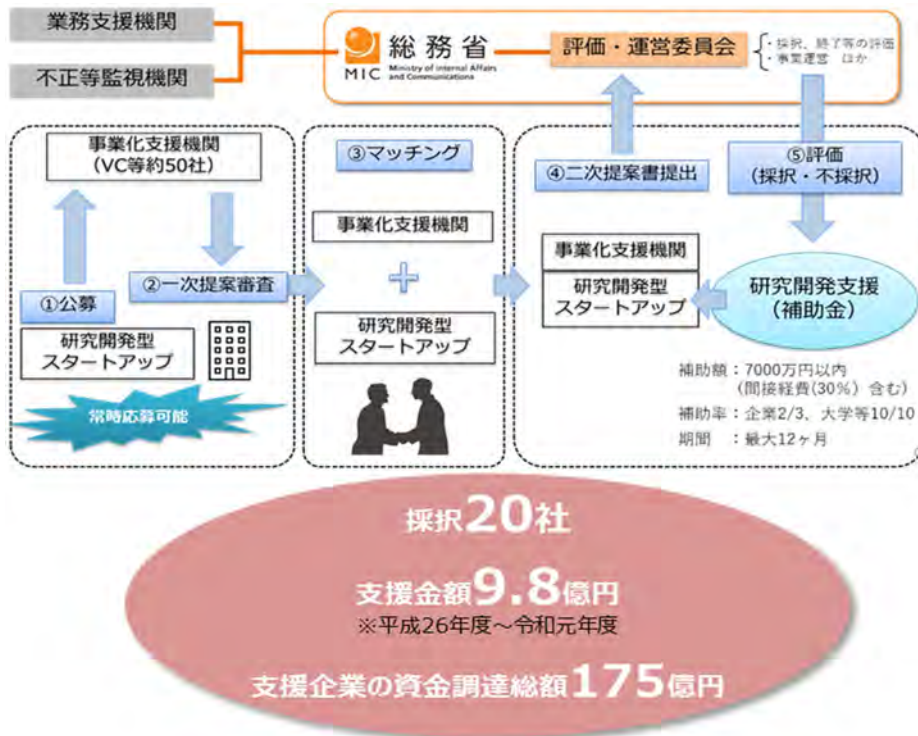 業務支援機関
不正等監視機関
総務省
MIC
Ministry of Internal Affairs
and Communications
評価・運営委員会
・採択、終了等の評価
・事業運営 ほか
事業化支援機関
(VC等約50社)
①公募
②一次提案審査
研究開発型
スタートアップ
常時応募可能
③マッチング
事業化支援機関
+
研究開発型
スタートアップ
④二次提案書提出
⑤評価
(採択・不採択)
事業化支援機関
研究開発型
スタートアップ
研究開発支援
(補助金)
補助額：7000万円以内
(間接経費(30%) 含む)
補助率：企業2/3、大学等10/10
期間 ：最大12ヶ月
採択20社
支援金額9.8億円
※平成26年度～令和元年度
支援企業の資金調達総額175億円